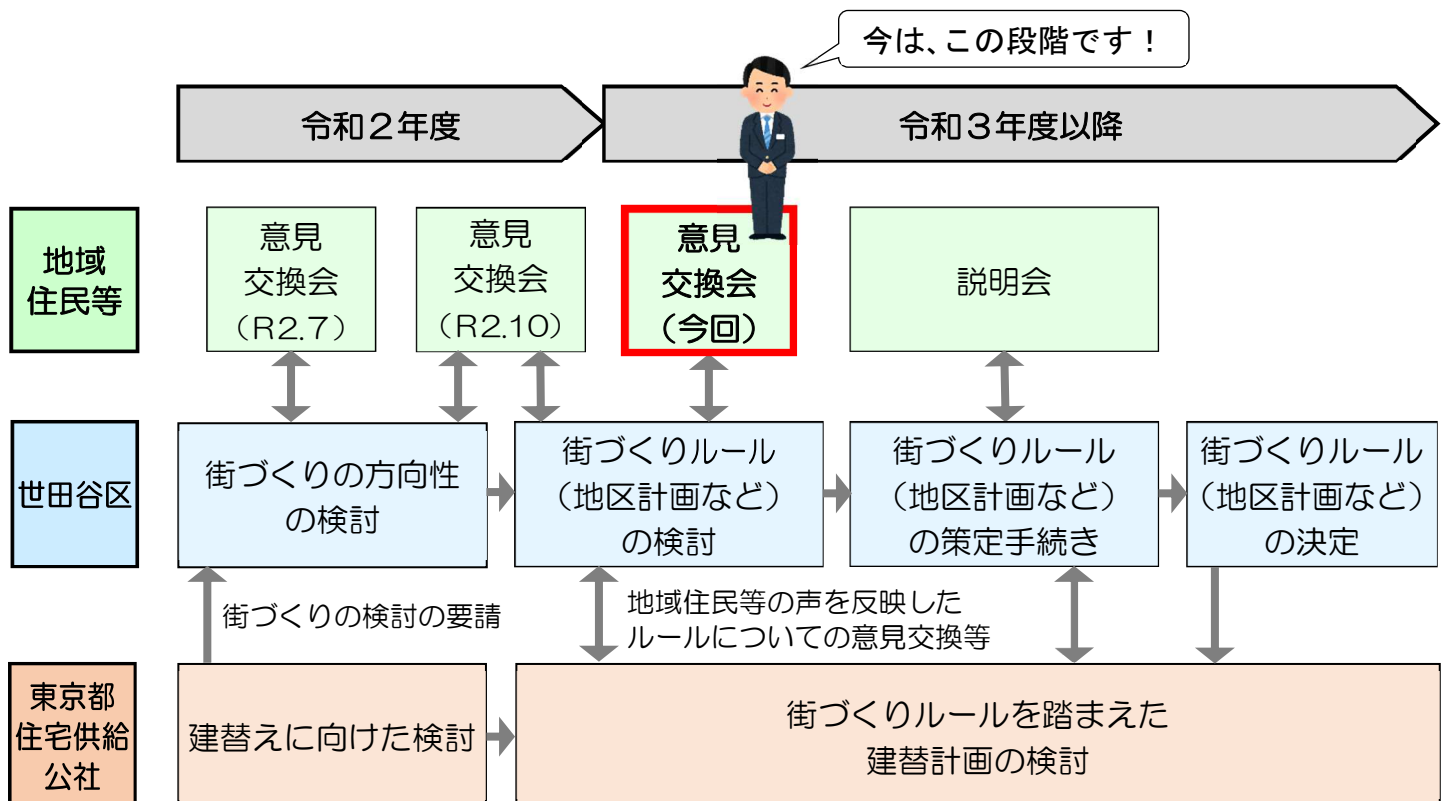 今は、この段階です！
令和２年度
令和３年度以降
地域
住民等
意見
交換会
（R2.7）
意見
交換会
（R2.10）
意見
交換会
（今回）
説明会
世田谷区
街づくりの方向性
の検討
街づくりルール
（地区計画など）
の検討
街づくりルール
（地区計画など）
の策定手続き
街づくりルール
（地区計画など）
の決定
街づくりの検討の要請
地域住民等の声を反映した
ルールについての意見交換等
東京都
住宅供給
公社
建替えに向けた検討
街づくりルールを踏まえた
建替計画の検討